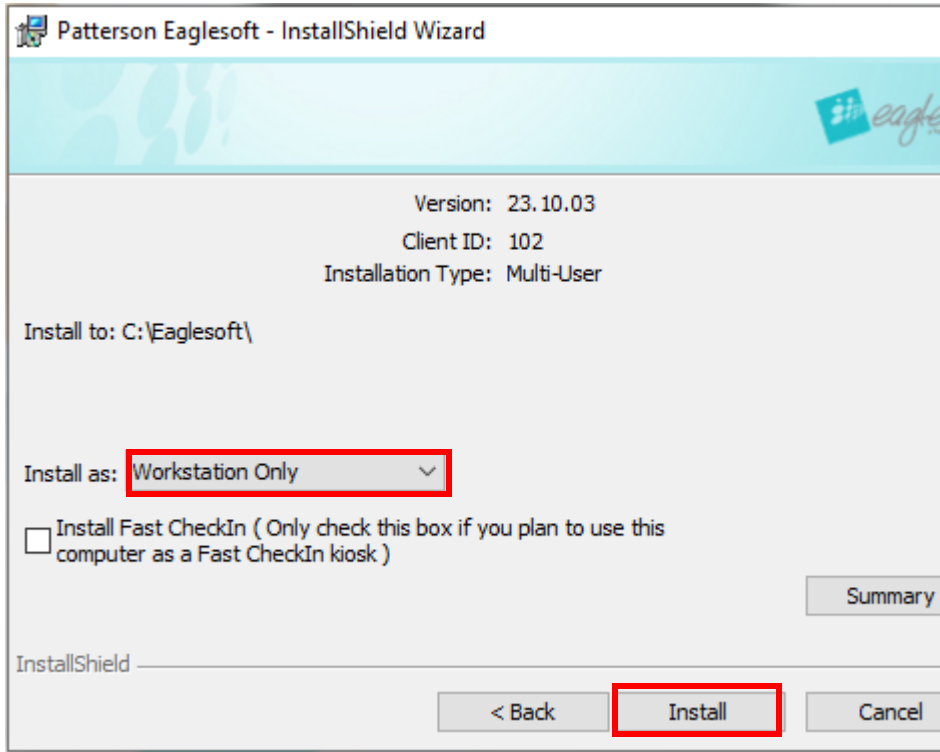 Patterson Eaglesoft - InstallShield Wizard
Version: 23.10.03
Client ID: 102
Installation Type: Multi-User
Install to: C:\Eaglesoft\
Install as: Workstation Only
Install Fast CheckIn ( Only check this box if you plan to use this
computer as a Fast CheckIn kiosk )
Summary
InstallShield
< Back Install Cancel